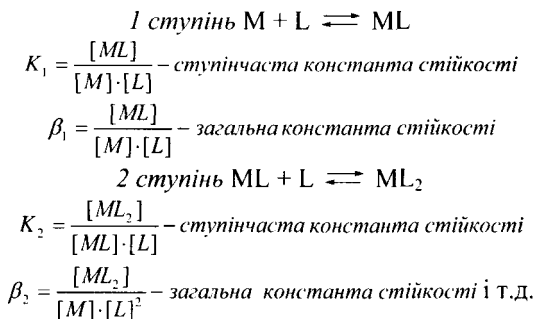 1 ступінь M + L ⇌ ML
K₁ = [ML] / [M]·[L] – ступінчаста константа стійкості
β₁ = [ML] / [M]·[L] – загальна константа стійкості
2 ступінь ML + L ⇌ ML₂
K₂ = [ML₂] / [ML]·[L] – ступінчаста константа стійкості
β₂ = [ML₂] / [M]·[L]² – загальна константа стійкості і т.д.